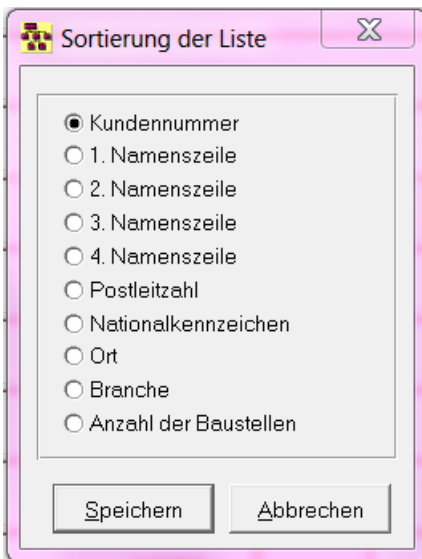 Sortierung der Liste
Kundennummer
1. Namenszeile
2. Namenszeile
3. Namenszeile
4. Namenszeile
Postleitzahl
Nationalkennzeichen
Ort
Branche
Anzahl der Baustellen
Speichern Abbrechen